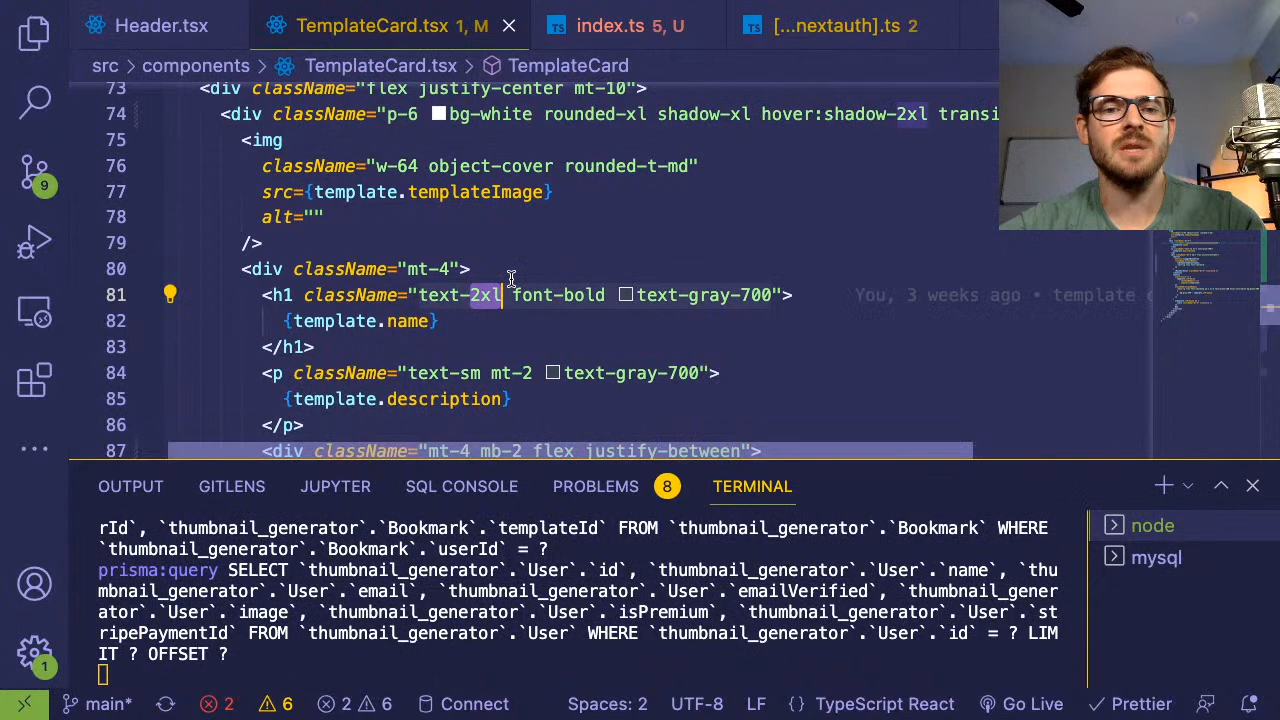 Header.tsx
TemplateCard.tsx 1, M
TS index.ts 5, U
TS [...nextauth].ts 2
src > components > TemplateCard.tsx > TemplateCard
73 <div className="flex justify-center mt-10">
74 <div className="p-6 bg-white rounded-xl shadow-xl hover:shadow-2xl transi
75 <img
76 className="w-64 object-cover rounded-t-md"
77 src={template.templateImage}
78 alt=""
79 />
80 <div className="mt-4">
81 <h1 className="text-2xl font-bold text-gray-700"> You, 3 weeks ago • template
82 {template.name}
83 </h1>
84 <p className="text-sm mt-2 text-gray-700">
85 {template.description}
86 </p>
87 <div className="mt-4 mb-2 flex justify-between">
9
1
OUTPUT GITLENS JUPYTER SQL CONSOLE PROBLEMS 8 TERMINAL
rId`, `thumbnail_generator`.`Bookmark`.`templateId` FROM `thumbnail_generator`.`Bookmark` WHERE
`thumbnail_generator`.`Bookmark`.`userId` = ?
prisma:query SELECT `thumbnail_generator`.`User`.`id`, `thumbnail_generator`.`User`.`name`, `thu
mbnail_generator`.`User`.`email`, `thumbnail_generator`.`User`.`emailVerified`, `thumbnail_gener
ator`.`User`.`image`, `thumbnail_generator`.`User`.`isPremium`, `thumbnail_generator`.`User`.`st
ripePaymentId` FROM `thumbnail_generator`.`User` WHERE `thumbnail_generator`.`User`.`id` = ? LIM
IT ? OFFSET ?
node
mysql
main* 2 6 2 6 Connect Spaces: 2 UTF-8 LF {} TypeScript React Go Live Prettier